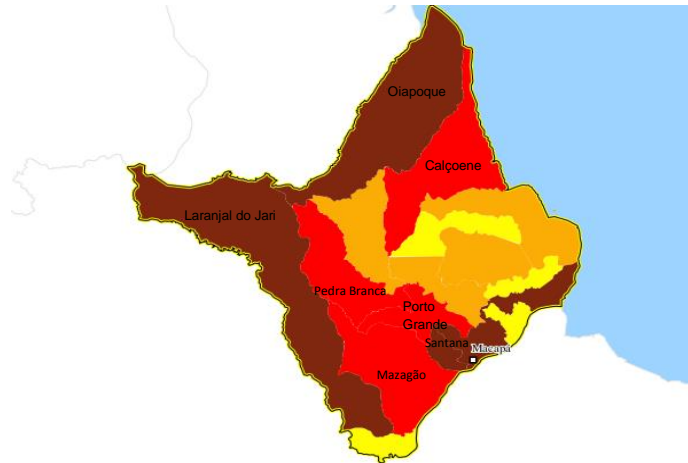 Oiapoque
Calçoene
Laranjal do Jari
Pedra Branca
Porto
Grande
Santana
Macapá
Mazagão